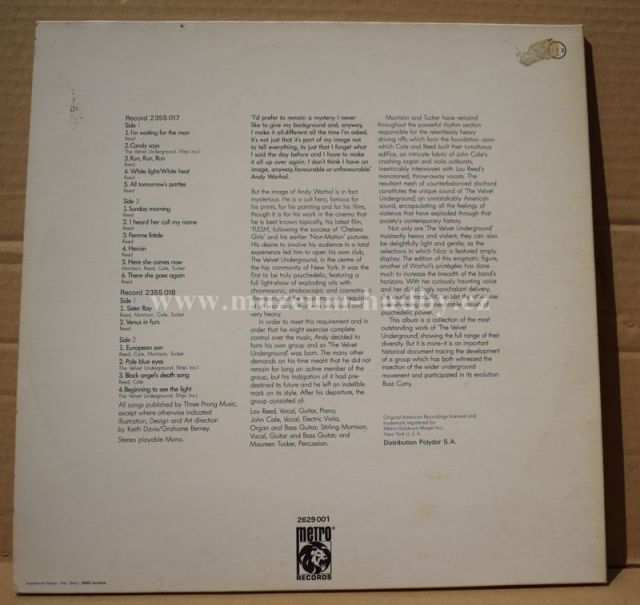 Record 2355 017
Side 1
1. I'm waiting for the man
Reed
2. Candy says
The Velvet Underground, (Mijac Inc.)
3. Run, Run, Run
Reed
4. White light/White heat
Reed
5. All tomorrow's parties
Reed
Side 2
1. Sunday morning
Reed
2. I heard her call my name
Reed
3. Femme fatale
Reed
4. Heroin
Reed
5. Here she comes now
Morrison, Reed, Cale, Tucker
6. There she goes again
Reed
Record 2355 018
Side 1
1. Sister Ray
Reed, Cale, Morrison, Tucker
2. Venus in furs
Reed
Side 2
1. European son
Reed, Cale, Morrison, Tucker
2. Pale blue eyes
The Velvet Underground,
3. Black angel's death song
Reed, Cale
4. Beginning to see the light
The Velvet Underground,
All songs published by Three Prong Music,
except where otherwise indicated
Illustration, Design and Art direction
by Keith Davis/Grahame Berney.
Stereo playable Mono.
"I'd prefer to remain a mystery; I never
like to give my background and, anyway,
I make it all different all the time I'm asked.
It's not just that it's part of my image not
to tell everything, its just that I forget what
I said the day before and I have to make
it all up over again. I don't think I have an
image, anyway, favourable or unfavourable."
Andy Warhol.
But the image of Andy Warhol is in fact
mysterious. He is a cult hero, famous for
his prints, for his painting and for his films,
though it is for his work in the cinema that
he is best known topically, his latest film,
'FLESH', following the success of 'Chelsea
Girls' and his earlier 'Non-Motion' pictures.
His desire to involve an audience in a total
experience led him to open his own club,
The Velvet Underground, in the centre of
the hip community of New York. It was the
first to be truly psychedelic, featuring a
full light-show of exploding oils with
chromosonic, stroboscopic and cosmotic
very heavy.
In order to meet this requirement and in
order that he might exercise complete
control over the music, Andy decided to
form his own group and so 'The Velvet
Underground' was born. The many other
demands on his time meant that he did not
remain for long an active member of the
group, but his instigation of it had pre-
destined its future and he left an indelible
mark on its style. After his departure, the
group consisted of:
Lou Reed, Vocal, Guitar, Piano;
John Cale, Vocal, Electric Viola,
Organ and Bass Guitar; Stirling Morrison,
Vocal, Guitar and Bass Guitar; and
Maureen Tucker, Percussion.
Morrison and Tucker have remained
throughout the powerful rhythm section
responsible for the relentlessly heavy
driving riffs which form the foundation upon
which Cale and Reed built their tumultuous
edifice, an intricate fabric of John Cale's
crashing organ and viola outbursts,
inextricably interwoven with Lou Reed's
monotoned, throw-away vocals. The
resultant mesh of counterbalanced discord
constitutes the unique sound of 'The Velvet
Underground', an unmistakably American
sound, encapsulating all the feelings of
violence that have exploded through that
society's contemporary history.
Not only are 'The Velvet Underground'
insistantly heavy and violent; they can also
be delightfully light and gentle, as the
selections in which Nico is featured amply
display. The edition of this enigmatic figure,
another of Warhol's protégées has done
much to increase the breadth of the band's
horizons. With her curiously haunting voice
and her distinctively nonchalant delivery,
psychedelic power.
This album is a collection of the most
outstanding work of 'The Velvet
Underground', showing the full range of their
diversity. But it is more–it is an important
historical document tracing the development
of a group which has both witnessed the
insection of the wider underground
movement and participated in its evolution.
Russ Curry.
Original American Recordings licensed and
trademark registered by
Metro-Goldwyn-Mayer Inc.,
New York U.S.A.
Distribution Polydor S.A.
www.muzeum-hudby.cz
2629 001
metro
RECORDS